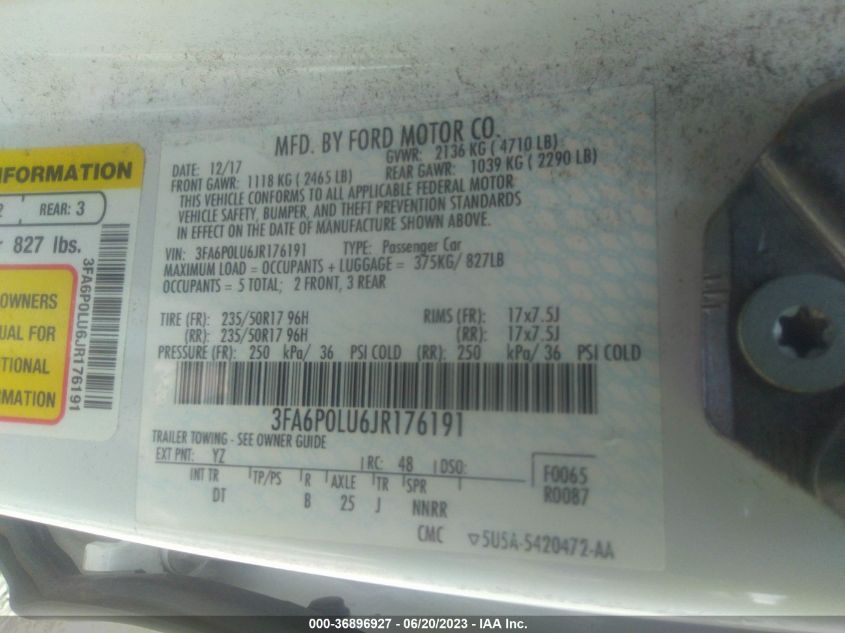 MFD. BY FORD MOTOR CO.
DATE: 12/17 GVWR: 2136 KG ( 4710 LB)
FRONT GAWR: 1118 KG ( 2465 LB) REAR GAWR: 1039 KG ( 2290 LB)
THIS VEHICLE CONFORMS TO ALL APPLICABLE FEDERAL MOTOR
VEHICLE SAFETY, BUMPER, AND THEFT PREVENTION STANDARDS
IN EFFECT ON THE DATE OF MANUFACTURE SHOWN ABOVE.
VIN: 3FA6P0LU6JR176191 TYPE: Passenger Car
MAXIMUM LOAD = OCCUPANTS + LUGGAGE = 375KG/ 827LB
OCCUPANTS = 5 TOTAL; 2 FRONT, 3 REAR
TIRE (FR): 235/50R17 96H RIMS (FR): 17x7.5J
(RR): 235/50R17 96H (RR): 17x7.5J
PRESSURE (FR): 250 kPa/ 36 PSI COLD (RR): 250 kPa/ 36 PSI COLD
3FA6P0LU6JR176191
TRAILER TOWING - SEE OWNER GUIDE
EXT PNT: YZ RC: 48 DSO: F0065
INT TR TP/PS R AXLE TR SPR R0087
DT B 25 J NNRR
CMC ▽5U5A-5420472-AA
INFORMATION
2 REAR: 3
r 827 lbs.
OWNERS
UAL FOR
TIONAL
RMATION
3FA6P0LU6JR176191
000-36896927 - 06/20/2023 - IAA Inc.